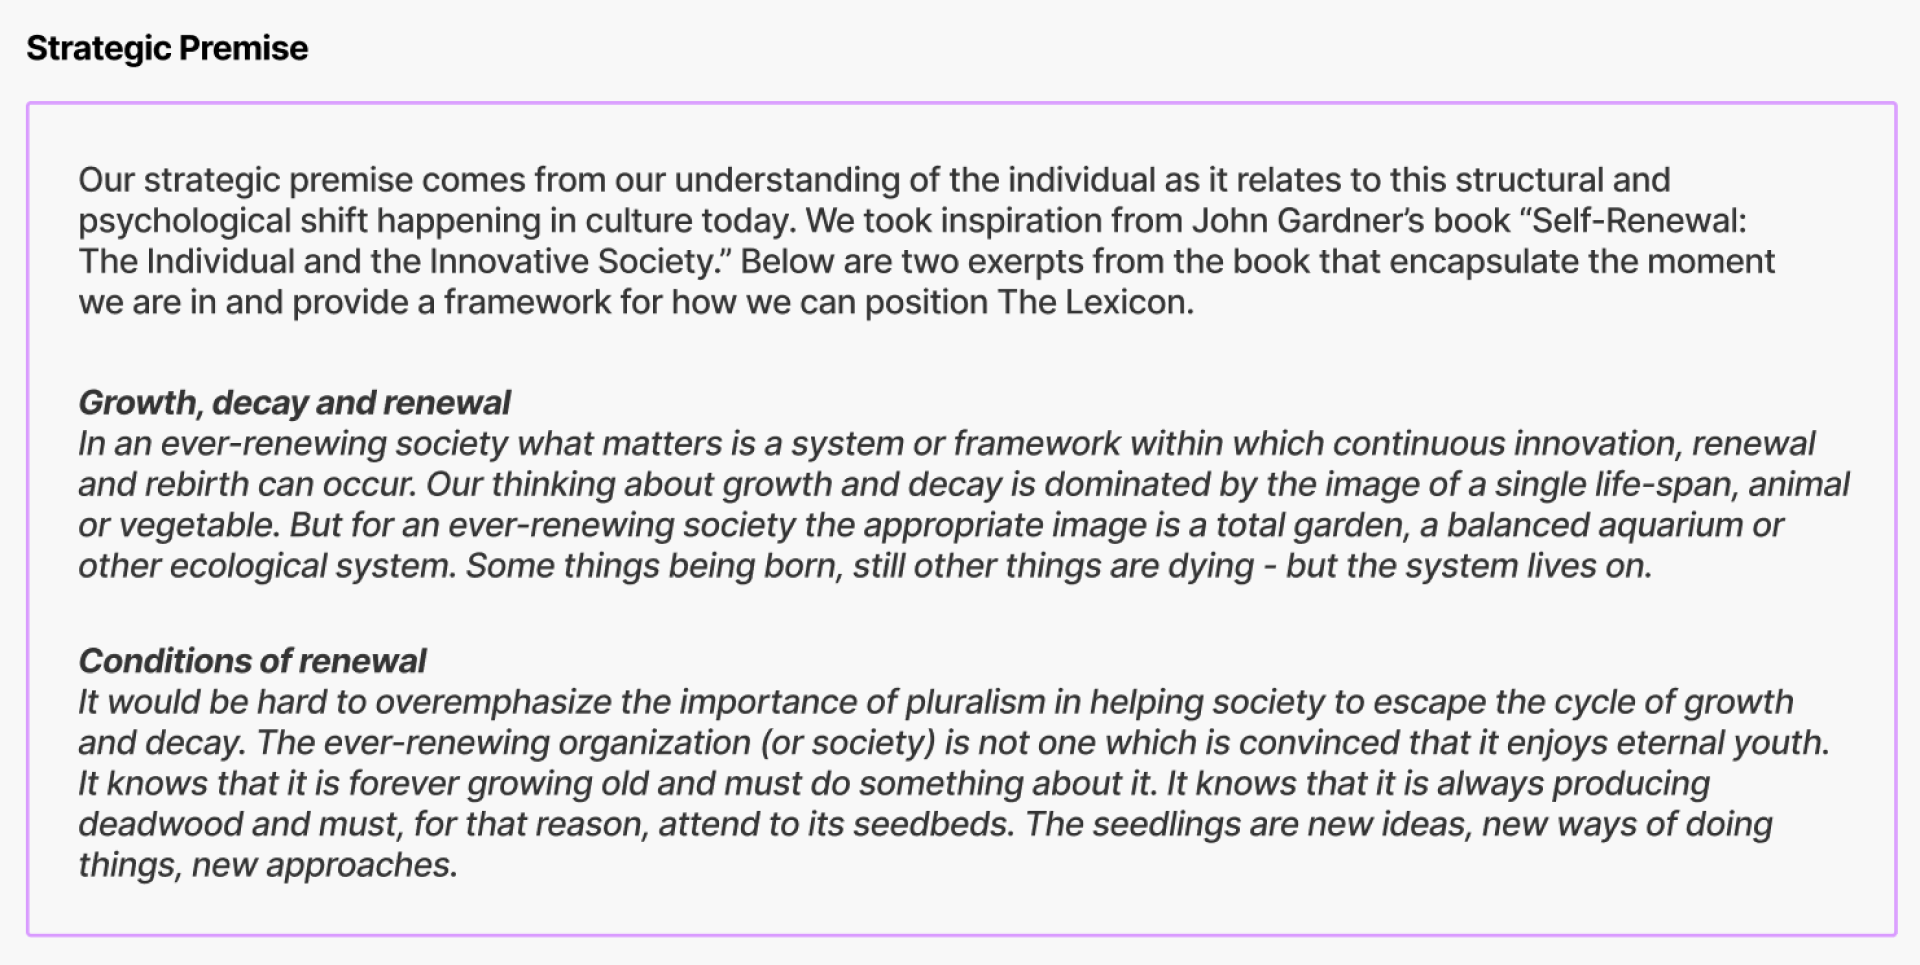 Strategic Premise
Our strategic premise comes from our understanding of the individual as it relates to this structural and
psychological shift happening in culture today. We took inspiration from John Gardner’s book “Self-Renewal:
The Individual and the Innovative Society.” Below are two exerpts from the book that encapsulate the moment
we are in and provide a framework for how we can position The Lexicon.
Growth, decay and renewal
In an ever-renewing society what matters is a system or framework within which continuous innovation, renewal
and rebirth can occur. Our thinking about growth and decay is dominated by the image of a single life-span, animal
or vegetable. But for an ever-renewing society the appropriate image is a total garden, a balanced aquarium or
other ecological system. Some things being born, still other things are dying - but the system lives on.
Conditions of renewal
It would be hard to overemphasize the importance of pluralism in helping society to escape the cycle of growth
and decay. The ever-renewing organization (or society) is not one which is convinced that it enjoys eternal youth.
It knows that it is forever growing old and must do something about it. It knows that it is always producing
deadwood and must, for that reason, attend to its seedbeds. The seedlings are new ideas, new ways of doing
things, new approaches.